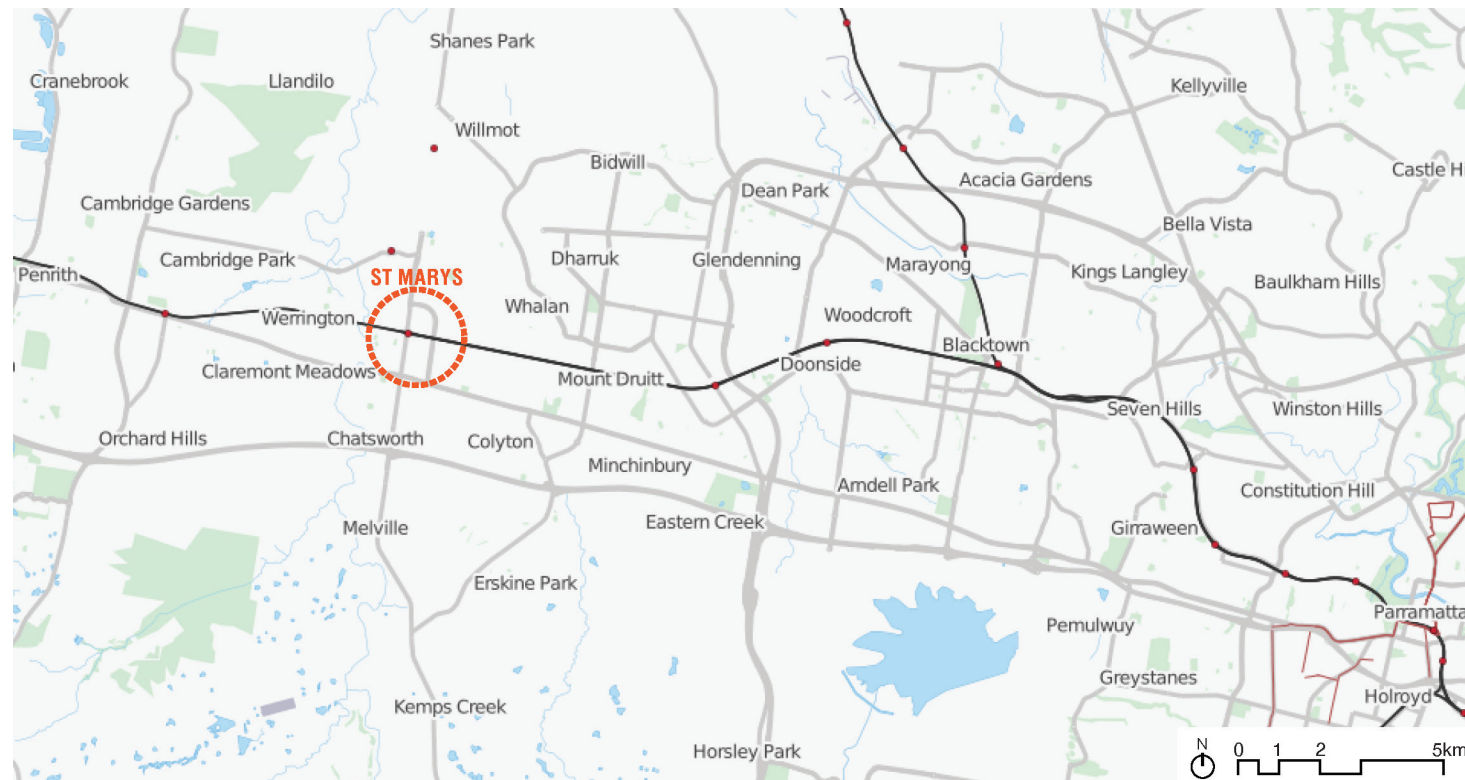 Shanes Park
Cranebrook
Llandilo
Kellyville
Willmot
Bidwill
Castle Hi
Dean Park
Acacia Gardens
Cambridge Gardens
Bella Vista
Cambridge Park
Dharruk
Glendenning
Marayong
Kings Langley
Penrith
ST MARYS
Baulkham Hills
Whalan
Woodcroft
Werrington
Blacktown
Claremont Meadows
Mount Druitt
Doonside
Seven Hills
Winston Hills
Orchard Hills
Chatsworth
Colyton
Minchinbury
Arndell Park
Constitution Hill
Melville
Eastern Creek
Girraween
Erskine Park
Parramatta
Pemulwuy
Greystanes
Holroyd
Kemps Creek
Horsley Park
N
0 1 2 5km